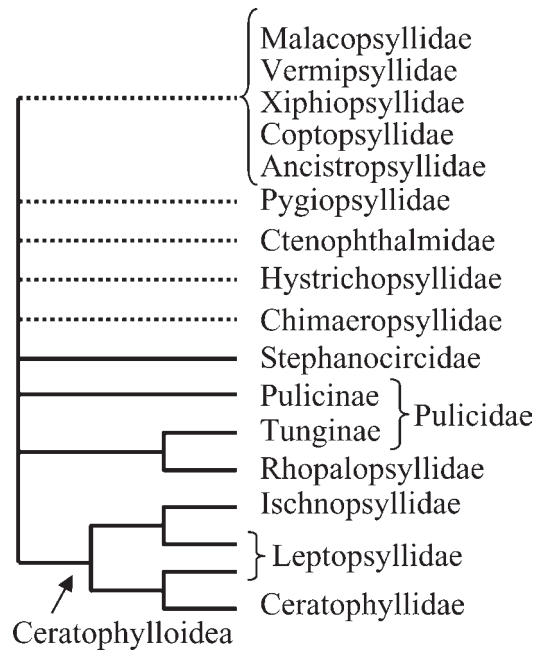 Malacopsyllidae
Vermipsyllidae
Xiphiopsyllidae
Coptopsyllidae
Ancistropsyllidae
Pygiopsyllidae
Ctenophthalmidae
Hystrichopsyllidae
Chimaeropsyllidae
Stephanocircidae
Pulicinae
Pulicidae
Tunginae
Rhopalopsyllidae
Ischnopsyllidae
Leptopsyllidae
Ceratophyllidae
Ceratophylloidea